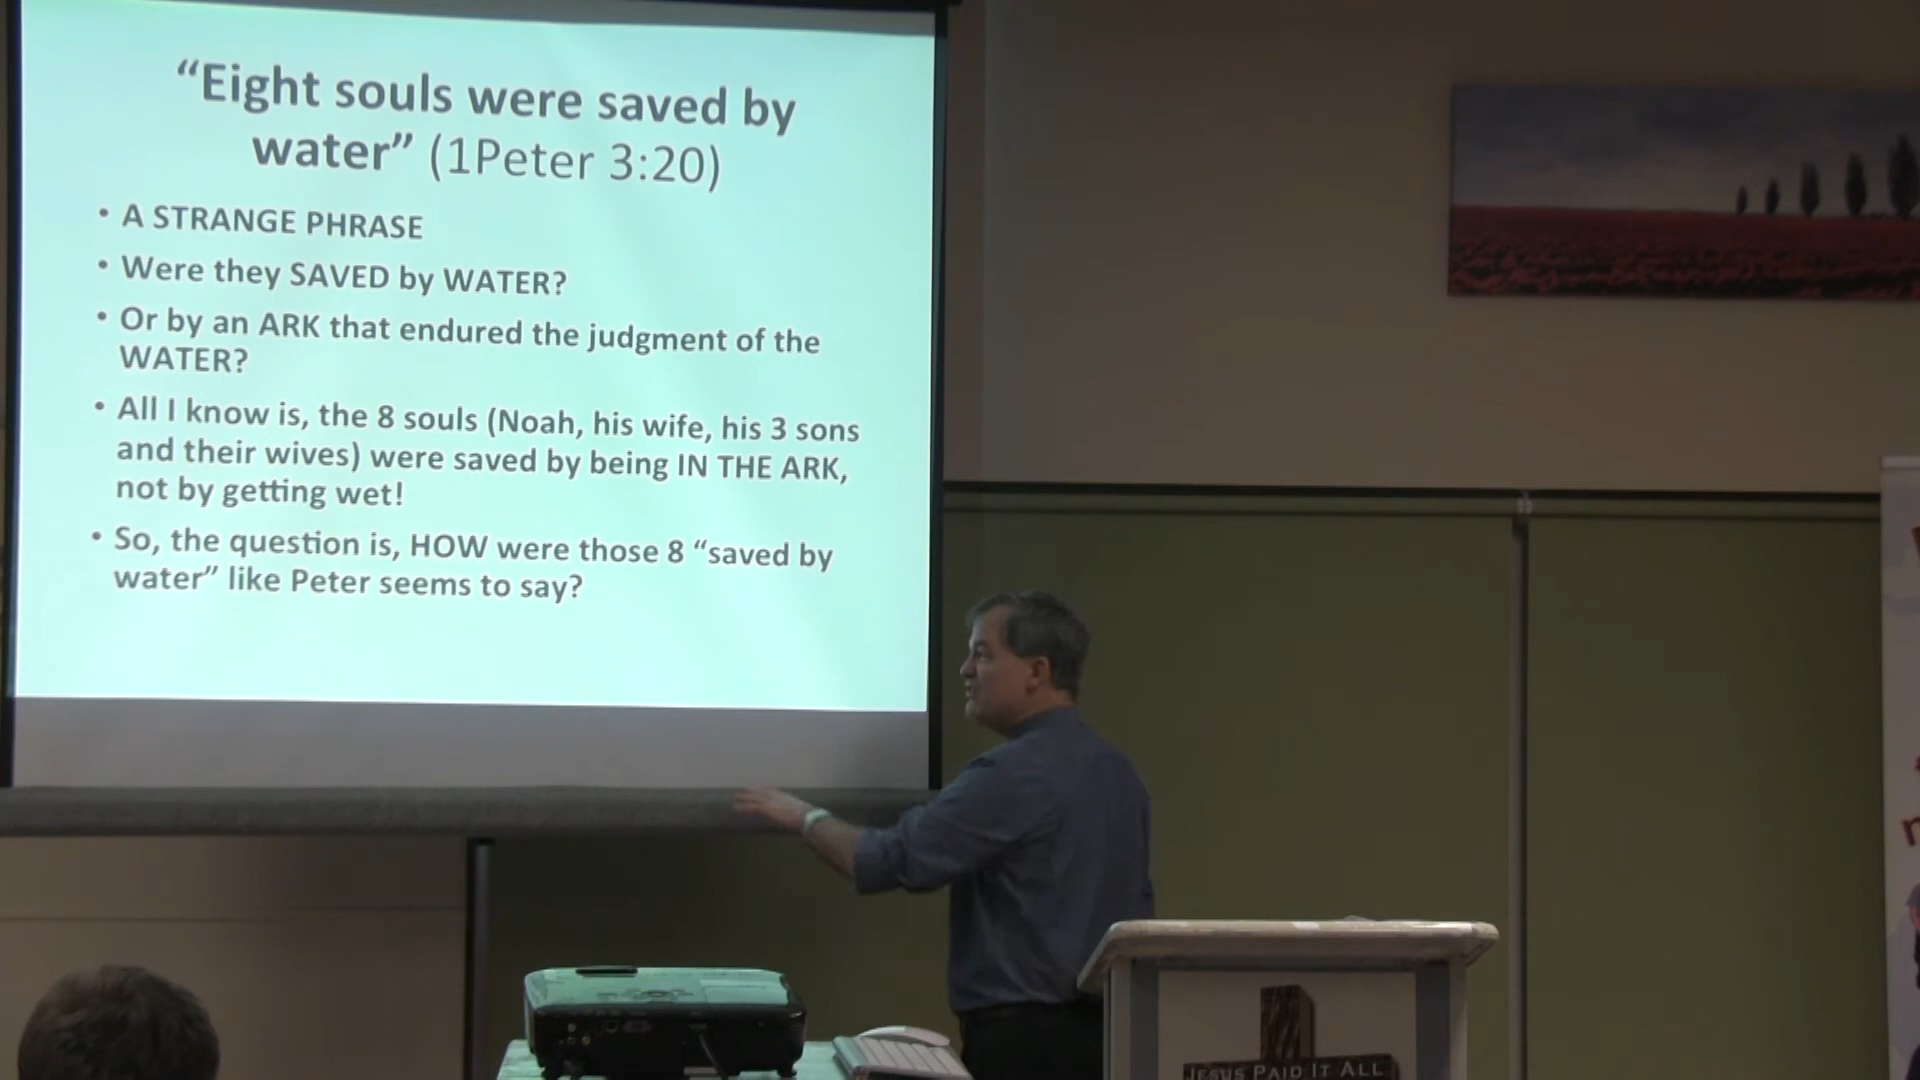 “Eight souls were saved by
water” (1Peter 3:20)
• A STRANGE PHRASE
• Were they SAVED by WATER?
• Or by an ARK that endured the judgment of the
WATER?
• All I know is, the 8 souls (Noah, his wife, his 3 sons
and their wives) were saved by being IN THE ARK,
not by getting wet!
• So, the question is, HOW were those 8 “saved by
water” like Peter seems to say?
JESUS PAID IT ALL